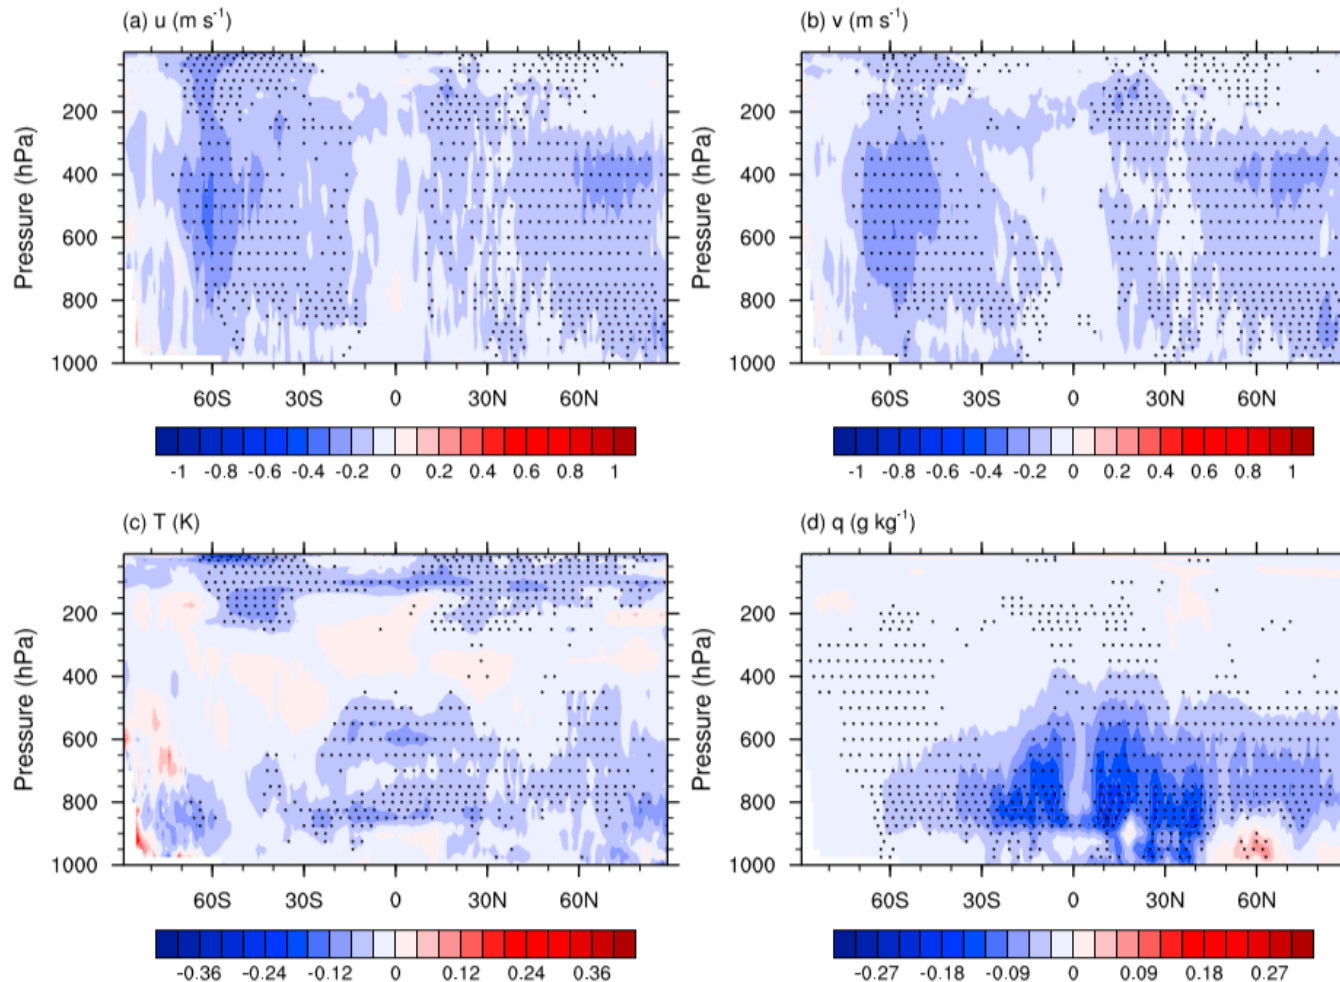 (a) u (m s⁻¹) (b) v (m s⁻¹)
Pressure (hPa) 200 400 600 800 1000 Pressure (hPa) 200 400 600 800 1000
60S 30S 0 30N 60N 60S 30S 0 30N 60N
-1 -0.8 -0.6 -0.4 -0.2 0 0.2 0.4 0.6 0.8 1 -1 -0.8 -0.6 -0.4 -0.2 0 0.2 0.4 0.6 0.8 1
(c) T (K) (d) q (g kg⁻¹)
Pressure (hPa) 200 400 600 800 1000 Pressure (hPa) 200 400 600 800 1000
60S 30S 0 30N 60N 60S 30S 0 30N 60N
-0.36 -0.24 -0.12 0 0.12 0.24 0.36 -0.27 -0.18 -0.09 0 0.09 0.18 0.27